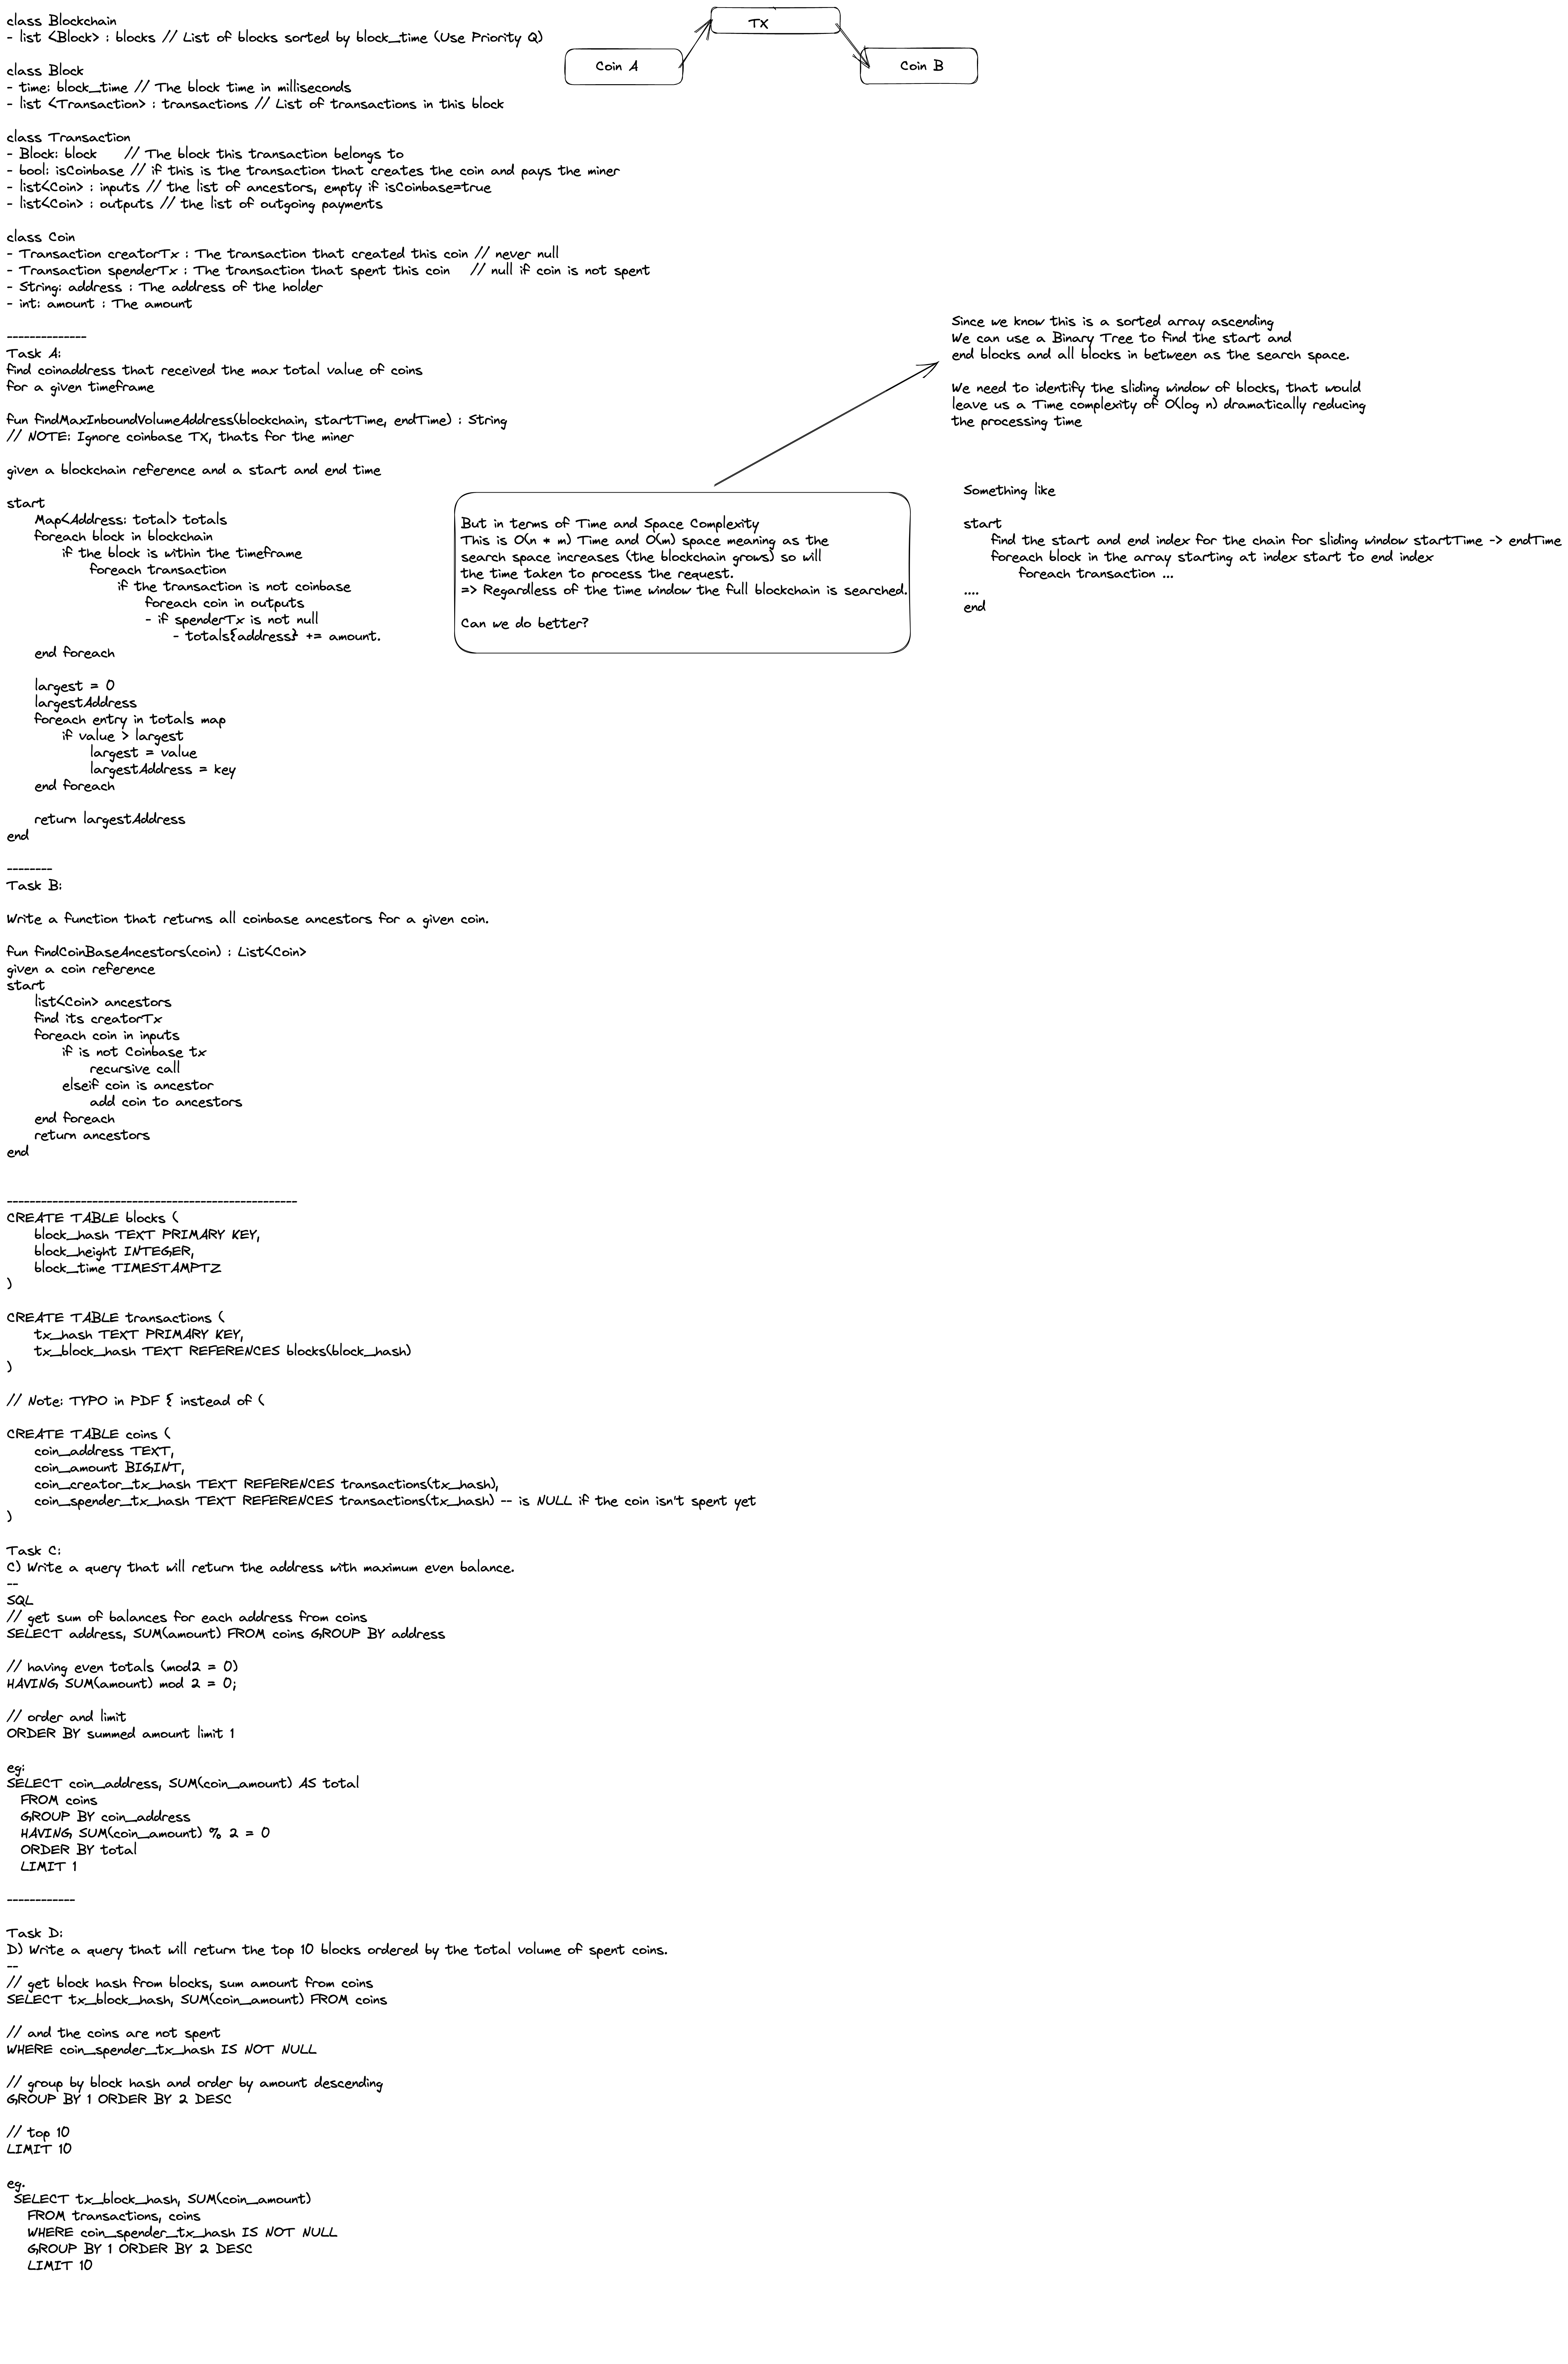 class Blockchain
- list <Block> : blocks // List of blocks sorted by block_time (Use Priority Q)
TX
Coin A
Coin B
class Block
- time: block_time // The block time in milliseconds
- list <Transaction> : transactions // List of transactions in this block
class Transaction
- Block: block // The block this transaction belongs to
- bool: isCoinbase // if this is the transaction that creates the coin and pays the miner
- list<Coin> : inputs // the list of ancestors, empty if isCoinbase=true
- list<Coin> : outputs // the list of outgoing payments
class Coin
- Transaction creatorTx : The transaction that created this coin // never null
- Transaction spenderTx : The transaction that spent this coin // null if coin is not spent
- String: address : The address of the holder
- int: amount : The amount
--------------
Task A:
find coinaddress that received the max total value of coins
for a given timeframe
fun findMaxInboundVolumeAddress(blockchain, startTime, endTime) : String
// NOTE: Ignore coinbase TX, thats for the miner
given a blockchain reference and a start and end time
start
Map<Address: total> totals
foreach block in blockchain
if the block is within the timeframe
foreach transaction
if the transaction is not coinbase
foreach coin in outputs
- if spenderTx is not null
- totals{address} += amount.
end foreach
largest = 0
largestAddress
foreach entry in totals map
if value > largest
largest = value
largestAddress = key
end foreach
return largestAddress
end
But in terms of Time and Space Complexity
This is O(n * m) Time and O(m) space meaning as the
search space increases (the blockchain grows) so will
the time taken to process the request.
=> Regardless of the time window the full blockchain is searched.
Can we do better?
Since we know this is a sorted array ascending
We can use a Binary Tree to find the start and
end blocks and all blocks in between as the search space.
We need to identify the sliding window of blocks, that would
leave us a Time complexity of O(log n) dramatically reducing
the processing time
Something like
start
find the start and end index for the chain for sliding window startTime -> endTime
foreach block in the array starting at index start to end index
foreach transaction ...
....
end
--------
Task B:
Write a function that returns all coinbase ancestors for a given coin.
fun findCoinBaseAncestors(coin) : List<Coin>
given a coin reference
start
list<Coin> ancestors
find its creatorTx
foreach coin in inputs
if is not Coinbase tx
recursive call
elseif coin is ancestor
add coin to ancestors
end foreach
return ancestors
end
---------------------------------------------------
CREATE TABLE blocks (
block_hash TEXT PRIMARY KEY,
block_height INTEGER,
block_time TIMESTAMPTZ
)
CREATE TABLE transactions (
tx_hash TEXT PRIMARY KEY,
tx_block_hash TEXT REFERENCES blocks(block_hash)
)
// Note: TYPO in PDF { instead of (
CREATE TABLE coins (
coin_address TEXT,
coin_amount BIGINT,
coin_creator_tx_hash TEXT REFERENCES transactions(tx_hash),
coin_spender_tx_hash TEXT REFERENCES transactions(tx_hash) -- is NULL if the coin isn't spent yet
)
Task C:
C) Write a query that will return the address with maximum even balance.
--
SQL
// get sum of balances for each address from coins
SELECT address, SUM(amount) FROM coins GROUP BY address
// having even totals (mod2 = 0)
HAVING SUM(amount) mod 2 = 0;
// order and limit
ORDER BY summed amount limit 1
eg:
SELECT coin_address, SUM(coin_amount) AS total
FROM coins
GROUP BY coin_address
HAVING SUM(coin_amount) % 2 = 0
ORDER BY total
LIMIT 1
------------
Task D:
D) Write a query that will return the top 10 blocks ordered by the total volume of spent coins.
--
// get block hash from blocks, sum amount from coins
SELECT tx_block_hash, SUM(coin_amount) FROM coins
// and the coins are not spent
WHERE coin_spender_tx_hash IS NOT NULL
// group by block hash and order by amount descending
GROUP BY 1 ORDER BY 2 DESC
// top 10
LIMIT 10
eg.
SELECT tx_block_hash, SUM(coin_amount)
FROM transactions, coins
WHERE coin_spender_tx_hash IS NOT NULL
GROUP BY 1 ORDER BY 2 DESC
LIMIT 10